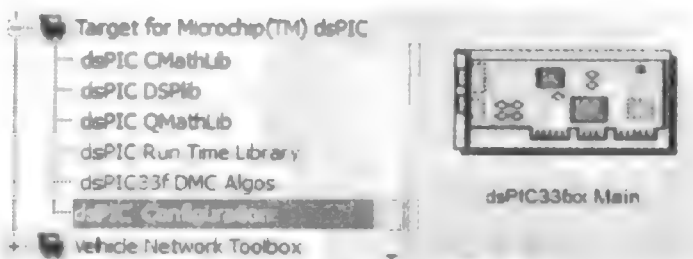 Target for Microchip(TM) dsPIC
dsPIC CMathLib
dsPIC DSPlib
dsPIC QMathLib
dsPIC Run Time Library
dsPIC33f DMC Algos
dsPIC Configuration
Vehicle Network Toolbox
dsPIC33fxx Main